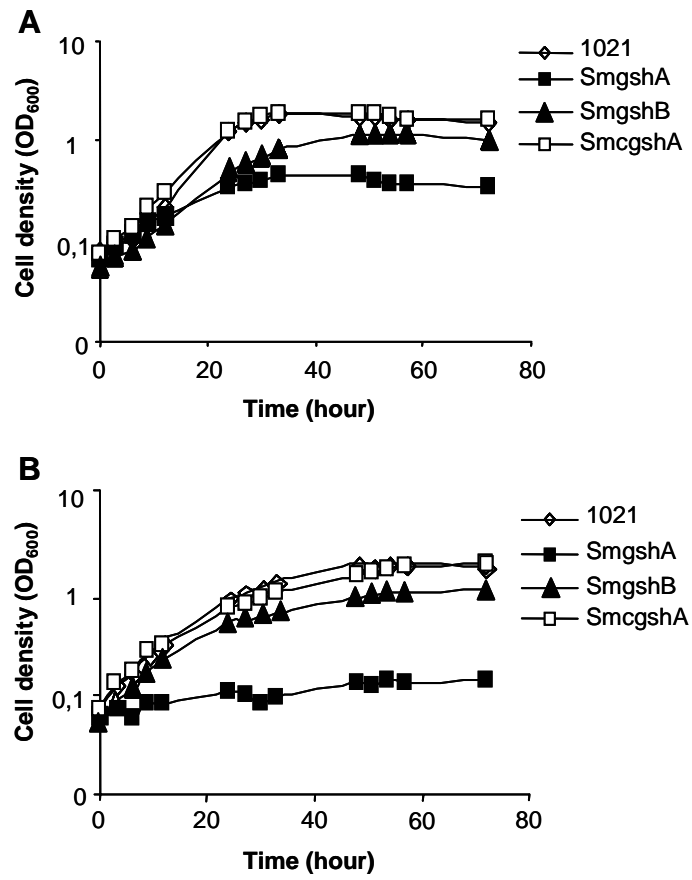 A
10
1
0,1
0
Cell density (OD600)
0 20 40 60 80
Time (hour)
1021
SmgshA
SmgshB
SmcgshA
B
10
1
0,1
0
Cell density (OD600)
0 20 40 60 80
Time (hour)
1021
SmgshA
SmgshB
SmcgshA